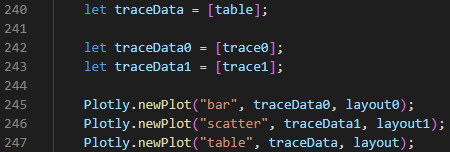 240 let traceData = [table];
241
242 let traceData0 = [trace0];
243 let traceData1 = [trace1];
244
245 Plotly.newPlot("bar", traceData0, layout0);
246 Plotly.newPlot("scatter", traceData1, layout1);
247 Plotly.newPlot("table", traceData, layout);